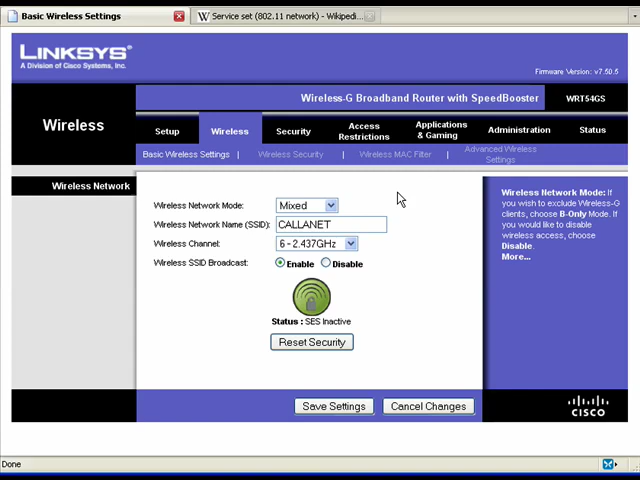 Basic Wireless Settings
Service set (802.11 network) - Wikipedi...
LINKSYS®
A Division of Cisco Systems, Inc.
Firmware Version: v7.50.5
Wireless-G Broadband Router with SpeedBooster
WRT54GS
Wireless
Setup
Wireless
Security
Access Restrictions
Applications & Gaming
Administration
Status
Basic Wireless Settings | Wireless Security | Wireless MAC Filter | Advanced Wireless Settings
Wireless Network
Wireless Network Mode: Mixed
Wireless Network Name (SSID): CALLANET
Wireless Channel: 6 - 2.437GHz
Wireless SSID Broadcast: Enable Disable
Status : SES Inactive
Reset Security
Wireless Network Mode: If
you wish to exclude Wireless-G
clients, choose B-Only Mode. If
you would like to disable
wireless access, choose
Disable.
More...
Save Settings
Cancel Changes
CISCO
Done